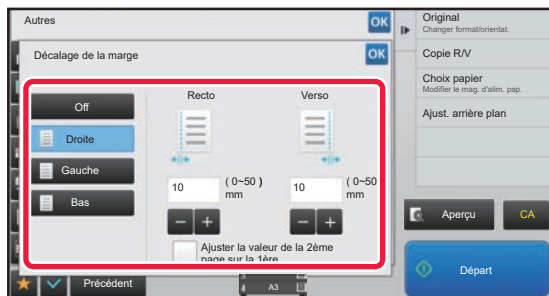 Autres
OK
Décalage de la marge
OK
Off
Droite
Gauche
Bas
Recto
Verso
10
(0~50)
mm
10
(0~50
mm
Ajuster la valeur de la 2ème
page sur la 1ère
Précédent
4 A3
Original
Changer format/orientat.
Copie R/V
Choix papier
Modifier le mag. d'alim. pap.
Ajust. arrière plan
Aperçu
CA
Départ